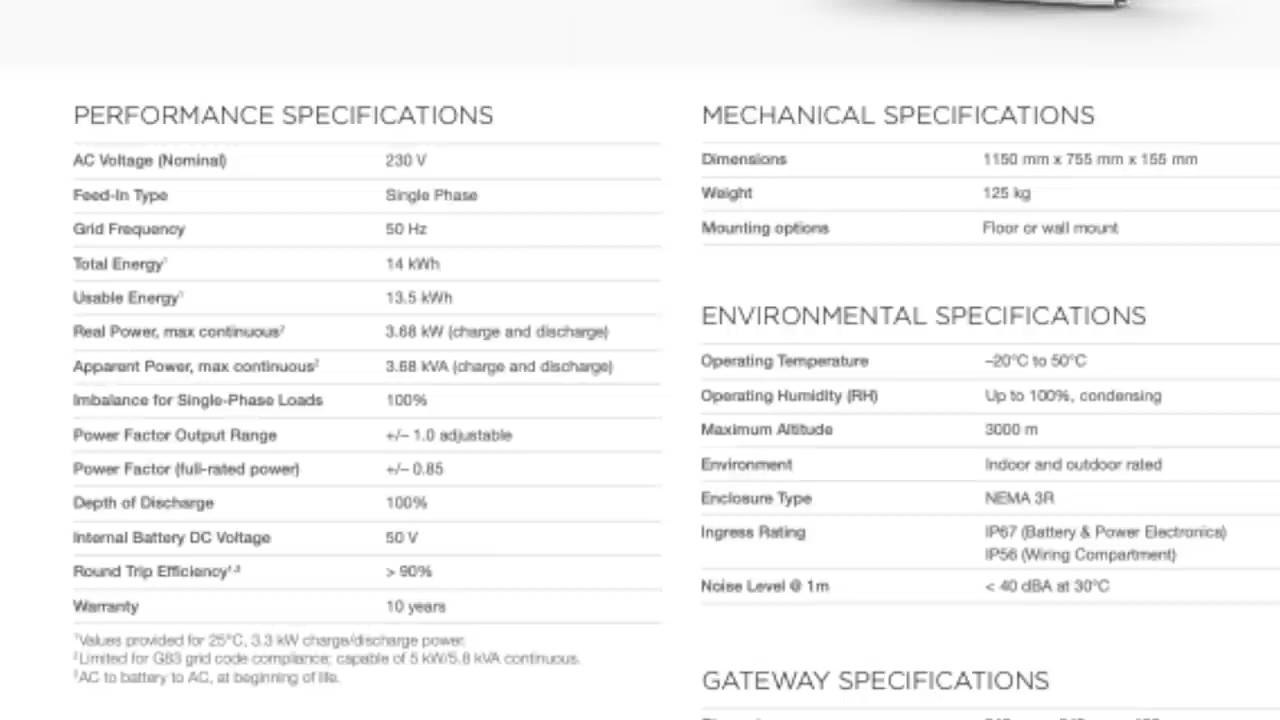 PERFORMANCE SPECIFICATIONS
AC Voltage (Nominal) 230 V
Feed-In Type Single Phase
Grid Frequency 50 Hz
Total Energy¹ 14 kWh
Usable Energy¹ 13.5 kWh
Real Power, max continuous² 3.68 kW (charge and discharge)
Apparent Power, max continuous² 3.68 kVA (charge and discharge)
Imbalance for Single-Phase Loads 100%
Power Factor Output Range +/– 1.0 adjustable
Power Factor (full-rated power) +/– 0.85
Depth of Discharge 100%
Internal Battery DC Voltage 50 V
Round Trip Efficiency¹,³ > 90%
Warranty 10 years
¹Values provided for 25°C, 3.3 kW charge/discharge power.
²Limited for G83 grid code compliance; capable of 5 kW/5.8 kVA continuous.
³AC to battery to AC, at beginning of life.
MECHANICAL SPECIFICATIONS
Dimensions 1150 mm x 755 mm x 155 mm
Weight 125 kg
Mounting options Floor or wall mount
ENVIRONMENTAL SPECIFICATIONS
Operating Temperature –20°C to 50°C
Operating Humidity (RH) Up to 100%, condensing
Maximum Altitude 3000 m
Environment Indoor and outdoor rated
Enclosure Type NEMA 3R
Ingress Rating IP67 (Battery & Power Electronics)
IP56 (Wiring Compartment)
Noise Level @ 1m < 40 dBA at 30°C
GATEWAY SPECIFICATIONS